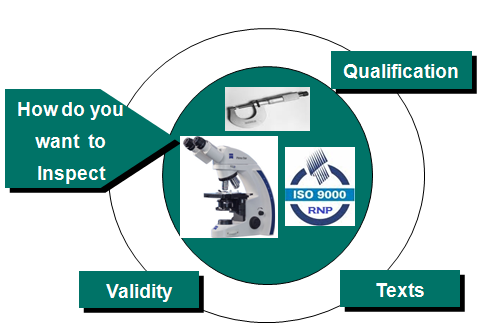 Qualification
How do you
want to
Inspect
ISO 9000
RNP
Validity
Texts